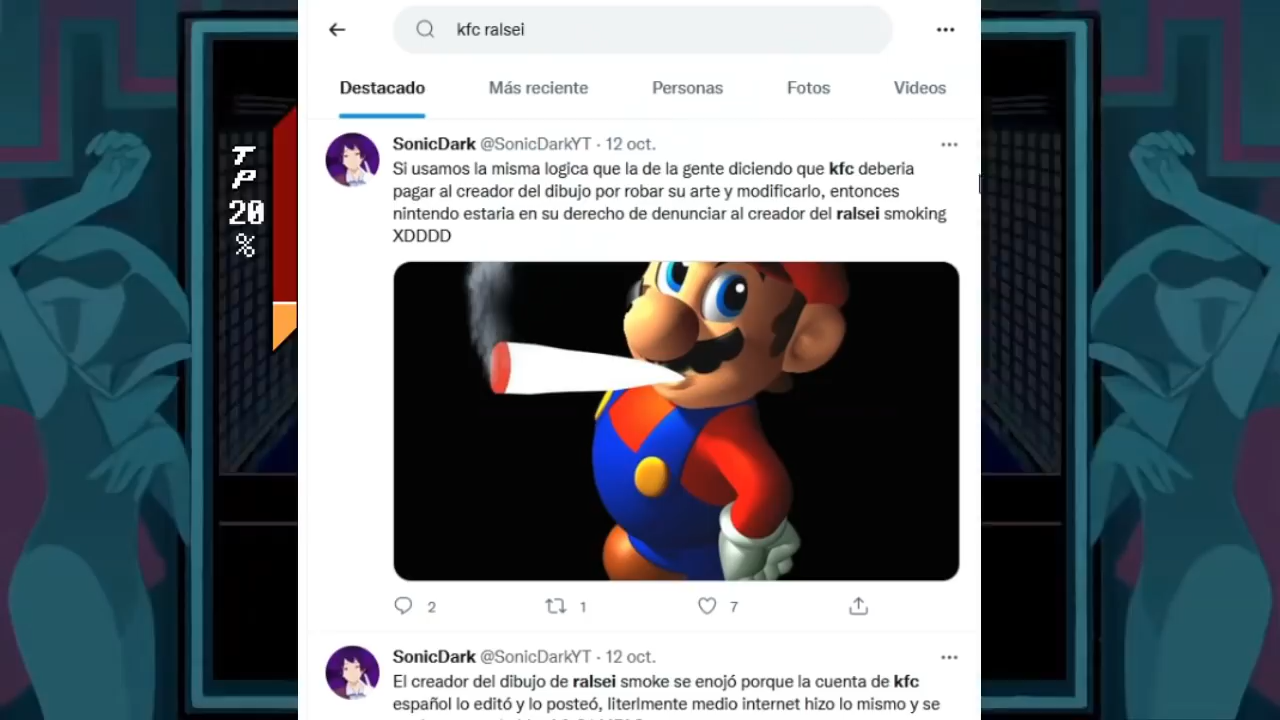 kfc ralsei
Destacado
Más reciente
Personas
Fotos
Videos
T
P
20
%
SonicDark @SonicDarkYT · 12 oct.
Si usamos la misma logica que la de la gente diciendo que kfc deberia
pagar al creador del dibujo por robar su arte y modificarlo, entonces
nintendo estaria en su derecho de denunciar al creador del ralsei smoking
XDDDD
2
1
7
SonicDark @SonicDarkYT · 12 oct.
El creador del dibujo de ralsei smoke se enojó porque la cuenta de kfc
español lo editó y lo posteó, literlmente medio internet hizo lo mismo y se